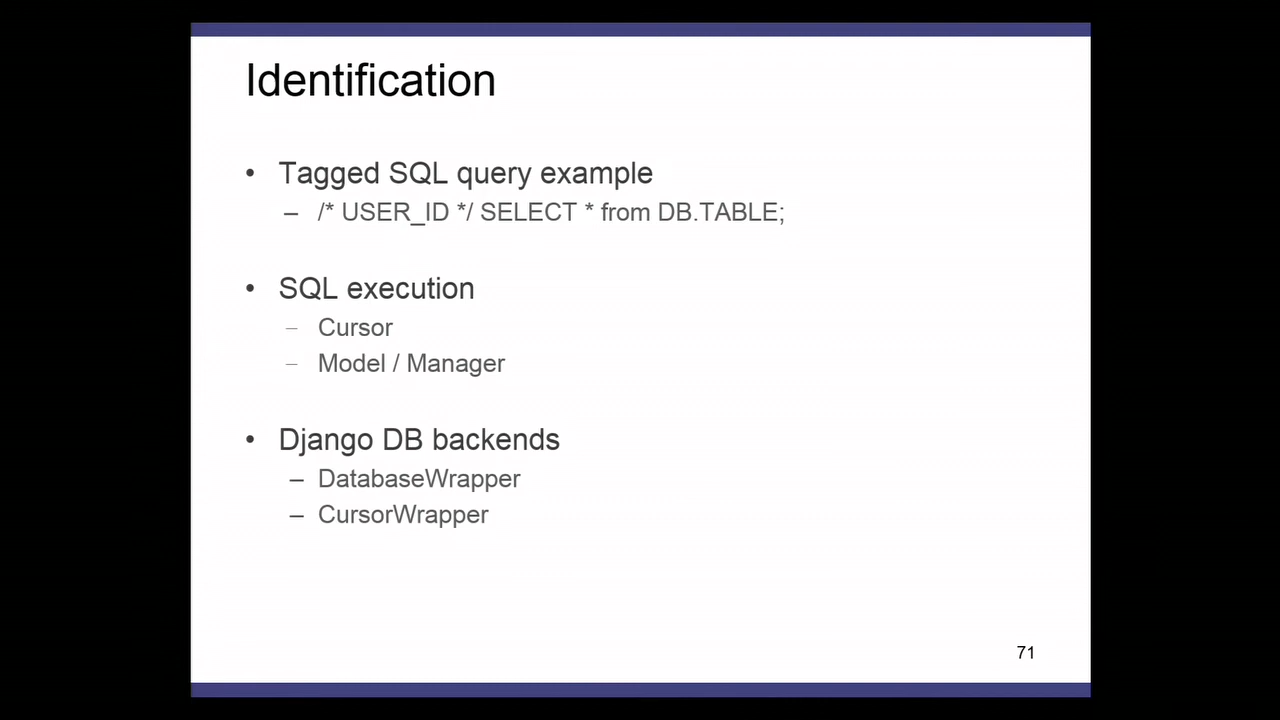 Identification
• Tagged SQL query example
– /* USER_ID */ SELECT * from DB.TABLE;
• SQL execution
– Cursor
– Model / Manager
• Django DB backends
– DatabaseWrapper
– CursorWrapper
71